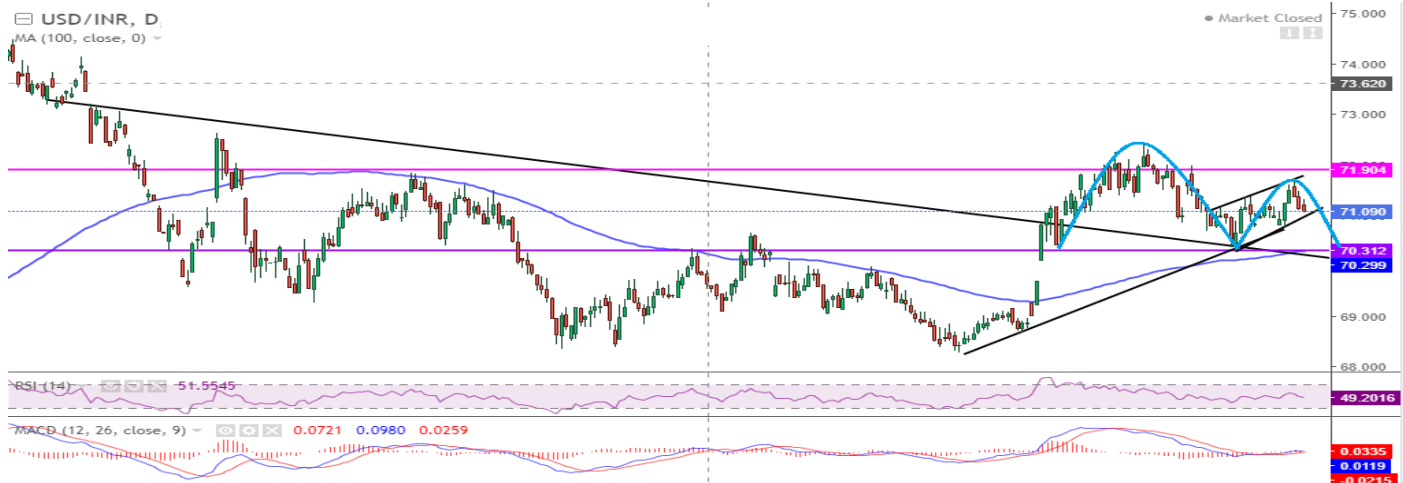 USD/INR, D
Market Closed
MA (100, close, 0)
75.000
74.000
73.620
73.000
71.904
71.090
70.312
70.299
69.000
68.000
RSI (14) 51.5545
49.2016
MACD (12, 26, close, 9) 0.0721 0.0980 0.0259
0.0335
0.0119
-0.0215